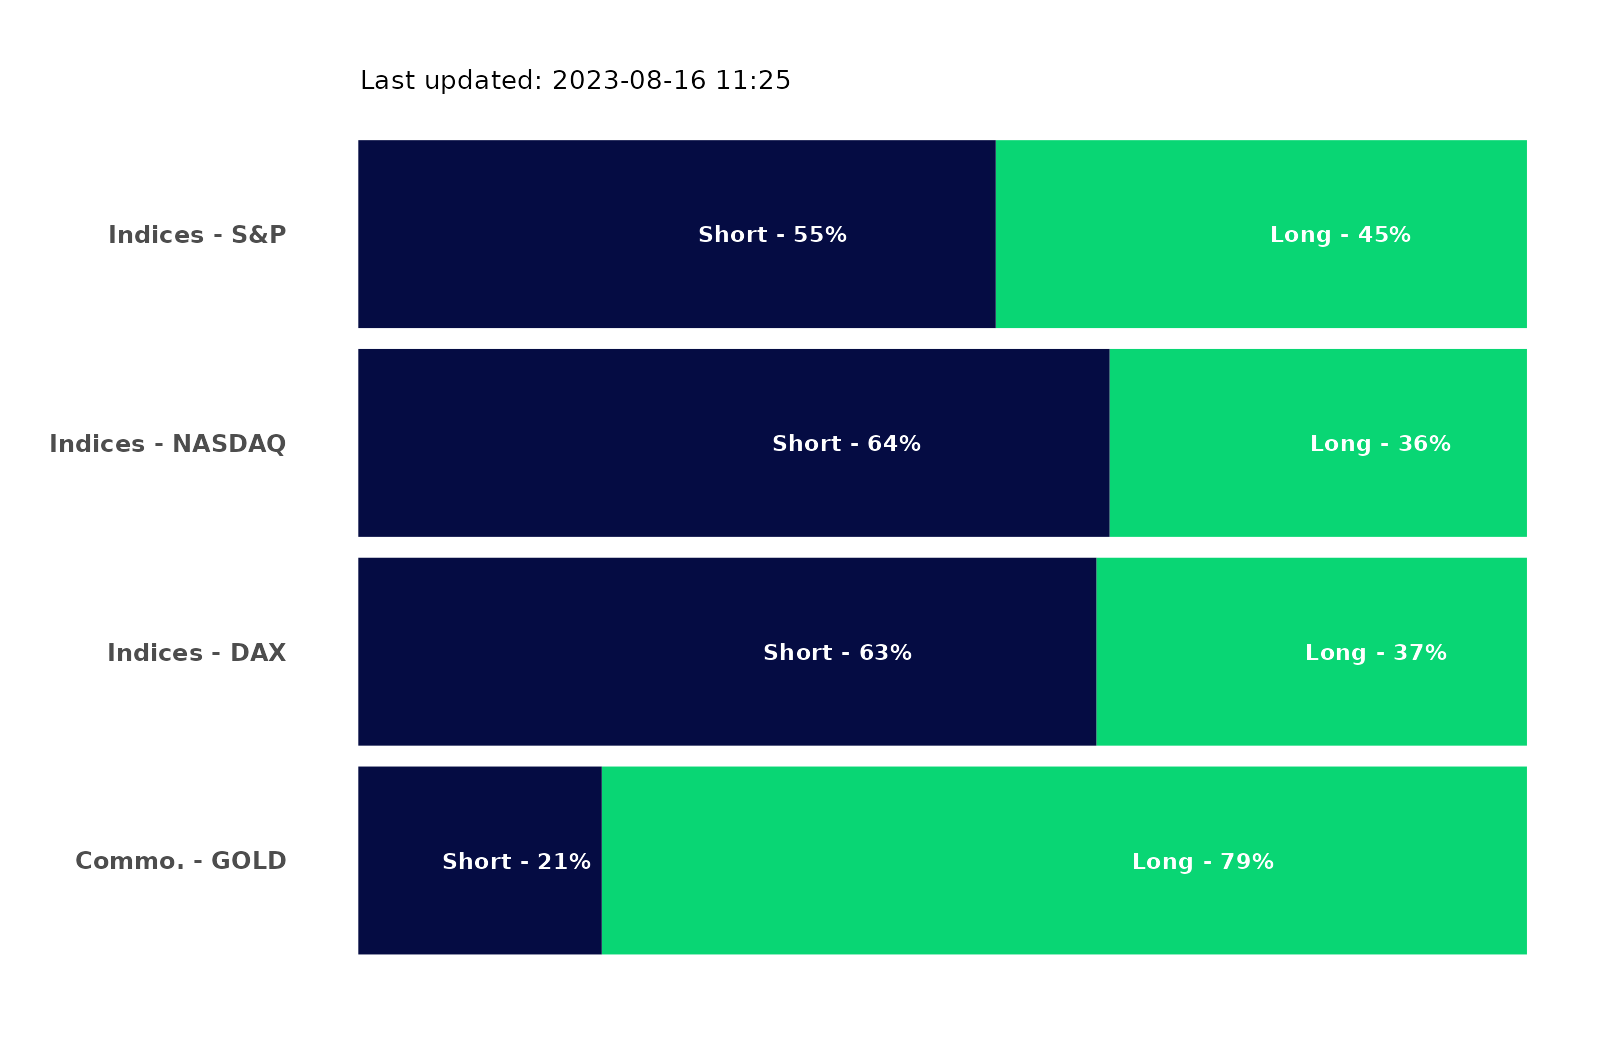 Last updated: 2023-08-16 11:25
Indices - S&P Short - 55% Long - 45%
Indices - NASDAQ Short - 64% Long - 36%
Indices - DAX Short - 63% Long - 37%
Commo. - GOLD Short - 21% Long - 79%